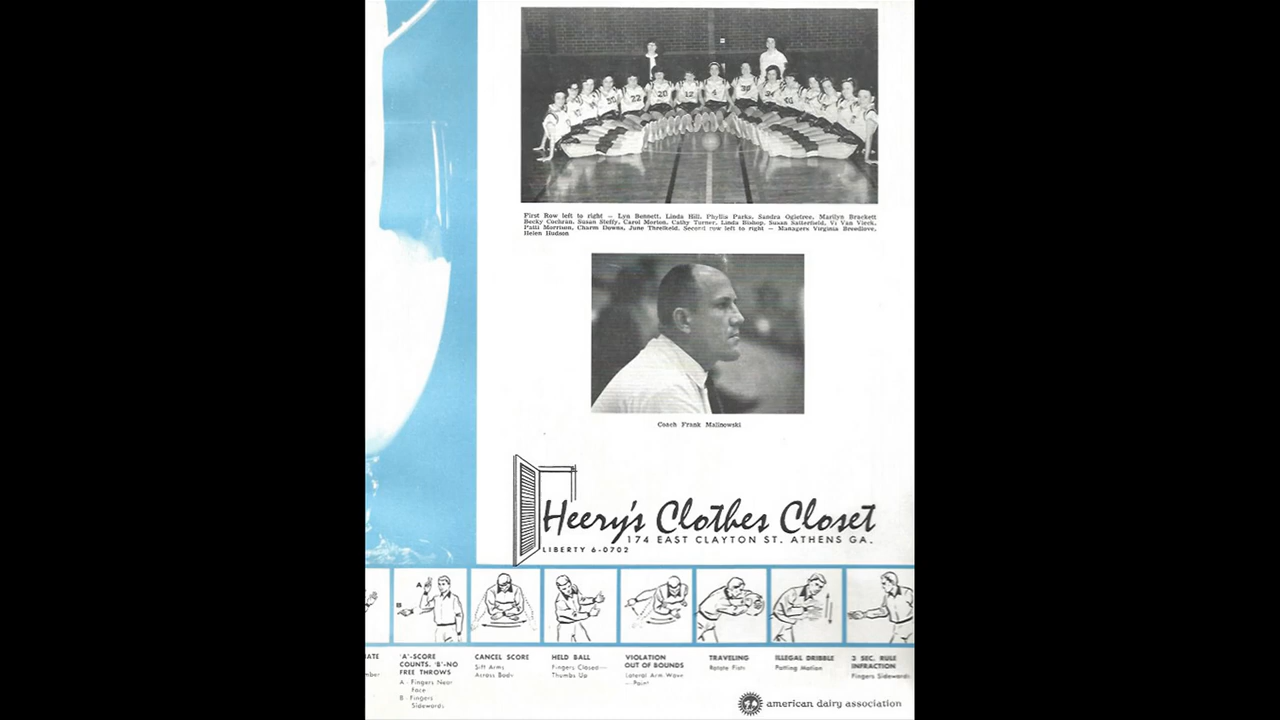 First Row left to right — Lyn Bennett, Linda Hill, Phyllis Parks, Sandra Ogletree, Marilyn Brackett
Becky Cochran, Susan Steffy, Carol Morton, Cathy Turner, Linda Bishop, Susan Satterfield, Vi Van Vleck,
Patti Morrison, Charm Downs, June Threlkeld. Second row left to right — Managers Virginia Breedlove,
Helen Hudson
Coach Frank Malinowski
Heery's Clothes Closet
174 EAST CLAYTON ST. ATHENS GA.
LIBERTY 6-0702
A
B
'A'-SCORE
COUNTS. 'B'-NO
FREE THROWS
A - Fingers Near
Face
B - Fingers
Sidewards
CANCEL SCORE
Sift Arms
Across Body
HELD BALL
Fingers Closed—
Thumbs Up
VIOLATION
OUT OF BOUNDS
Lateral Arm Wave
— Point
TRAVELING
Rotate Fists
ILLEGAL DRIBBLE
Patting Motion
3 SEC. RULE
INFRACTION
Fingers Sidewards
american dairy association